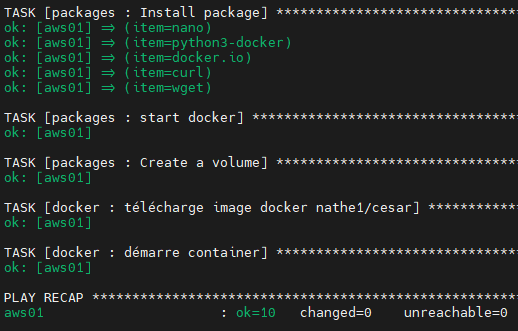 TASK [packages : Install package] ******************************
ok: [aws01] => (item=nano)
ok: [aws01] => (item=python3-docker)
ok: [aws01] => (item=docker.io)
ok: [aws01] => (item=curl)
ok: [aws01] => (item=wget)
TASK [packages : start docker] *********************************
ok: [aws01]
TASK [packages : Create a volume] ******************************
ok: [aws01]
TASK [docker : télécharge image docker nathe1/cesar] ***********
ok: [aws01]
TASK [docker : démarre container] ******************************
ok: [aws01]
PLAY RECAP *****************************************************
aws01 : ok=10 changed=0 unreachable=0